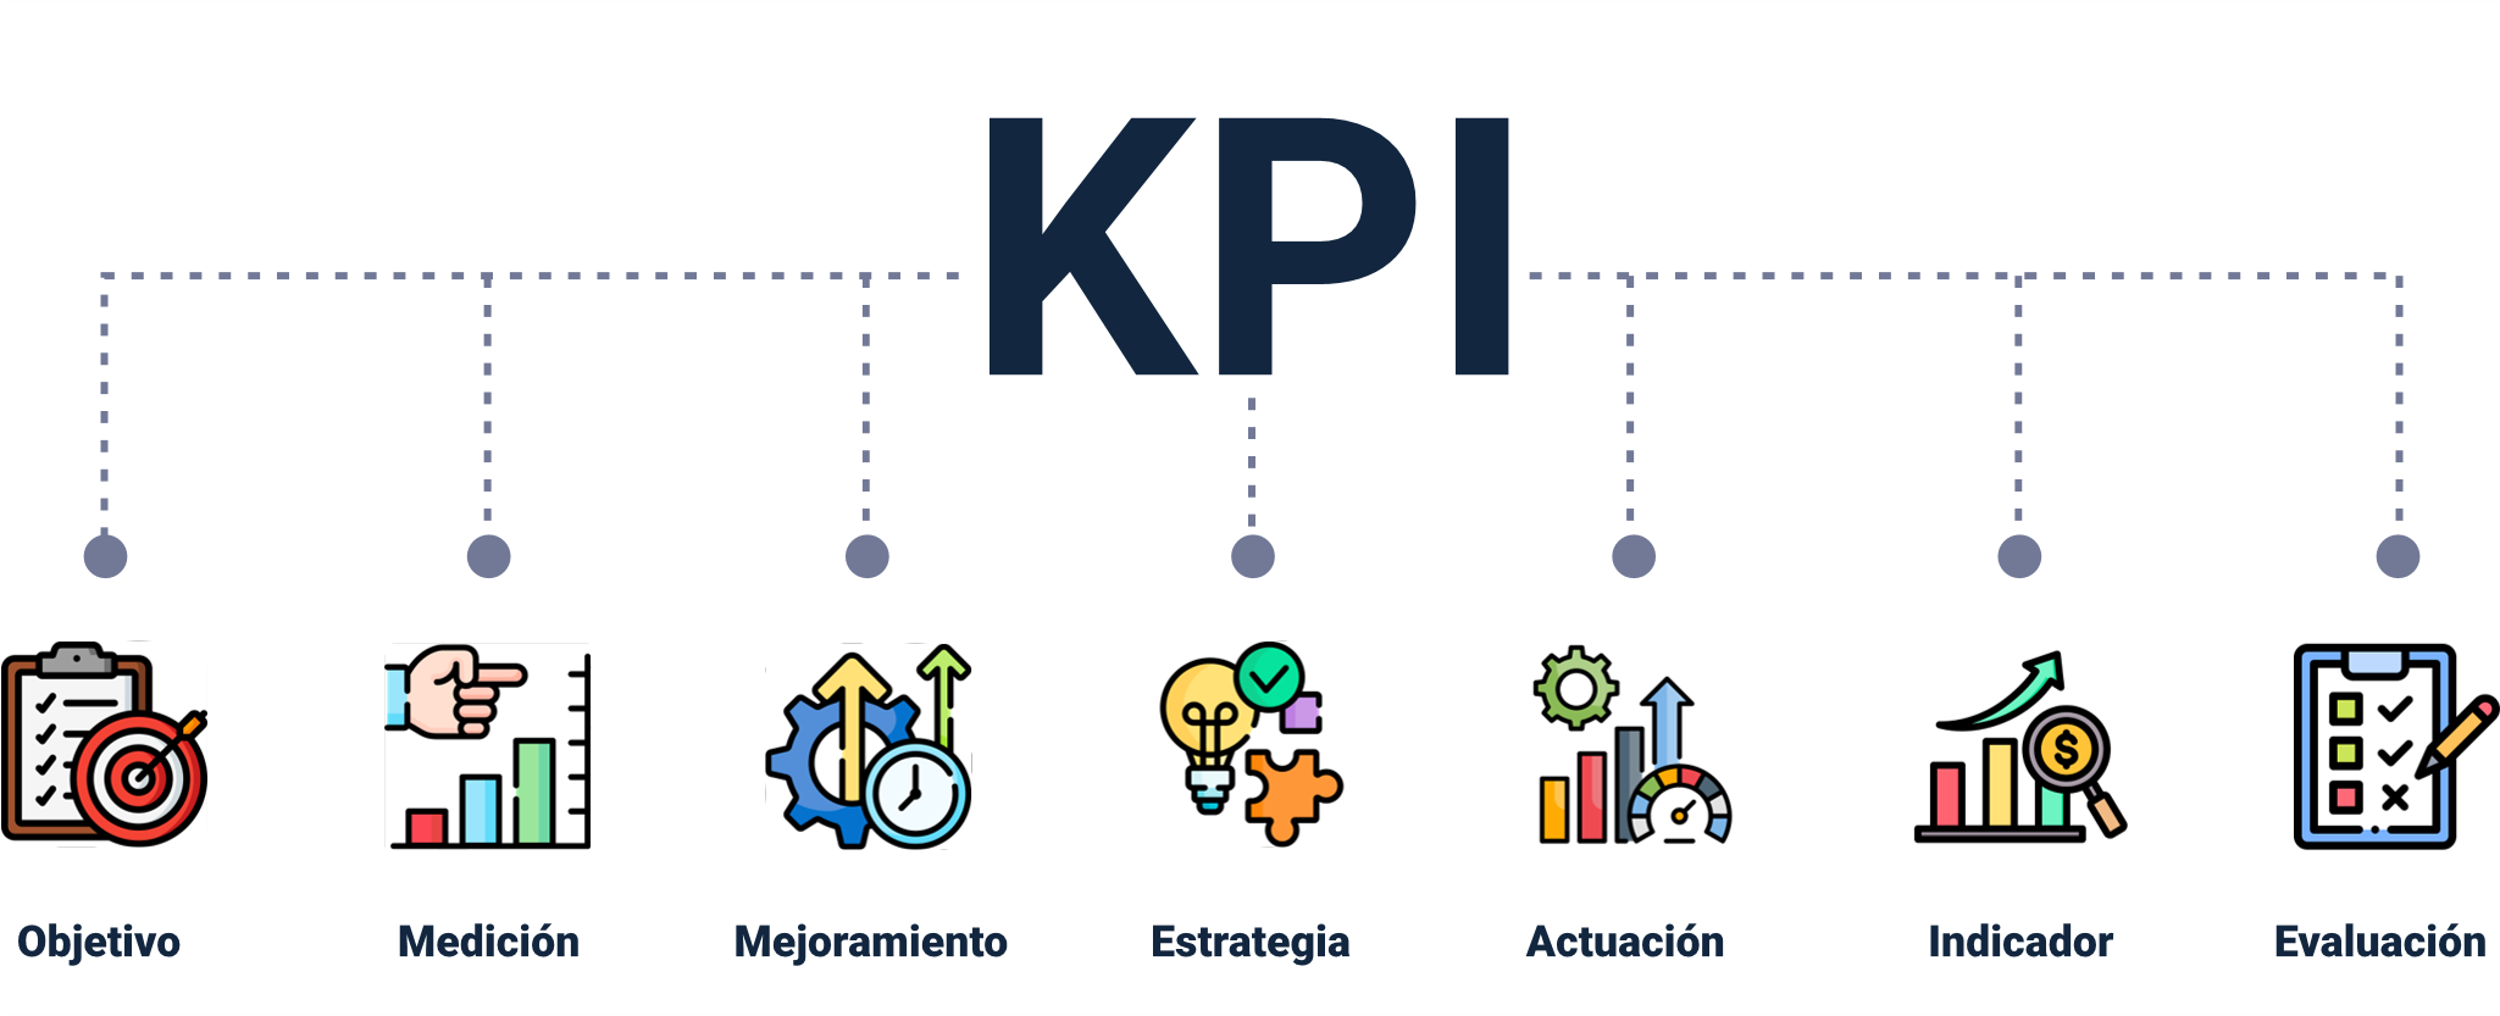 KPI
Objetivo
Medición
Mejoramiento
Estrategia
Actuación
Indicador
Evaluación